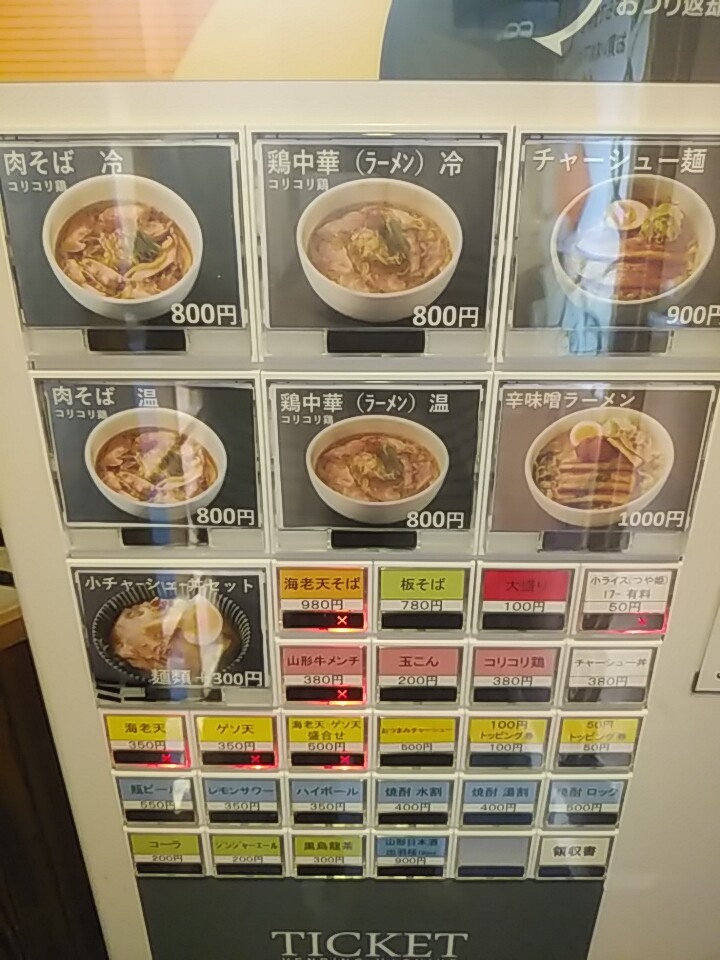 おつり返却
肉そば 冷
コリコリ鶏
800円
鶏中華（ラーメン）冷
コリコリ鶏
800円
チャーシュー麺
900円
肉そば 温
コリコリ鶏
800円
鶏中華（ラーメン）温
コリコリ鶏
800円
辛味噌ラーメン
1000円
小チャーシュー丼セット
麺類＋300円
海老天そば
980円
板そば
780円
大盛り
100円
小ライス(つや姫)
17~ 有料
50円
山形牛メンチ
380円
玉こん
200円
コリコリ鶏
380円
チャーシュー丼
380円
海老天
350円
ゲソ天
350円
海老天 ゲソ天
盛合せ
500円
おつまみチャーシュー
500円
100円
トッピング券
100円
50円
トッピング券
50円
瓶ビール
550円
レモンサワー
350円
ハイボール
350円
焼酎 水割
400円
焼酎 湯割
400円
焼酎 ロック
コーラ
200円
ジンジャーエール
200円
黒烏龍茶
300円
山形日本酒
出羽桜
900円
領収書
TICKET